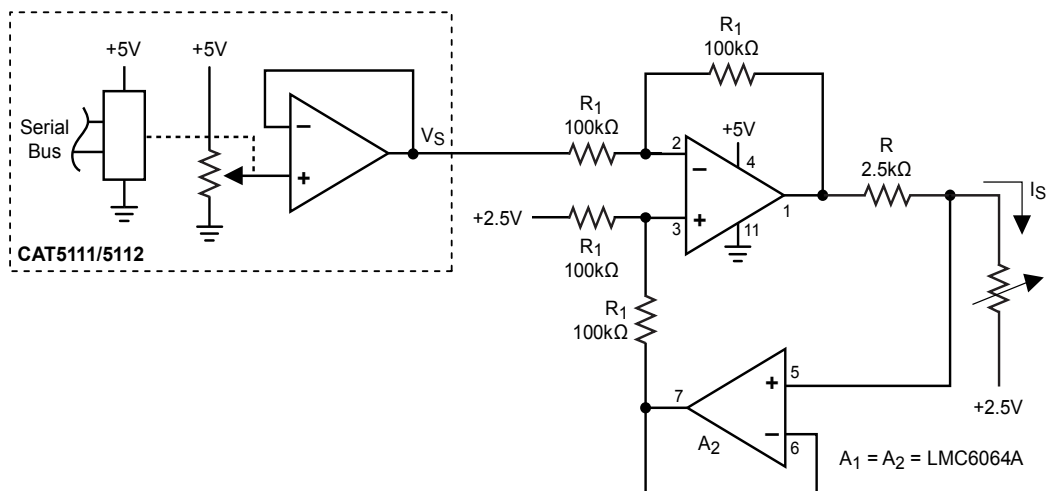 +5V
+5V
Serial
Bus
−
+
VS
CAT5111/5112
R1
100kΩ
R1
100kΩ
+2.5V
R1
100kΩ
R1
100kΩ
2
3
−
+
+5V
4
11
1
R
2.5kΩ
IS
+2.5V
5
+
−
6
7
A2
A1 = A2 = LMC6064A